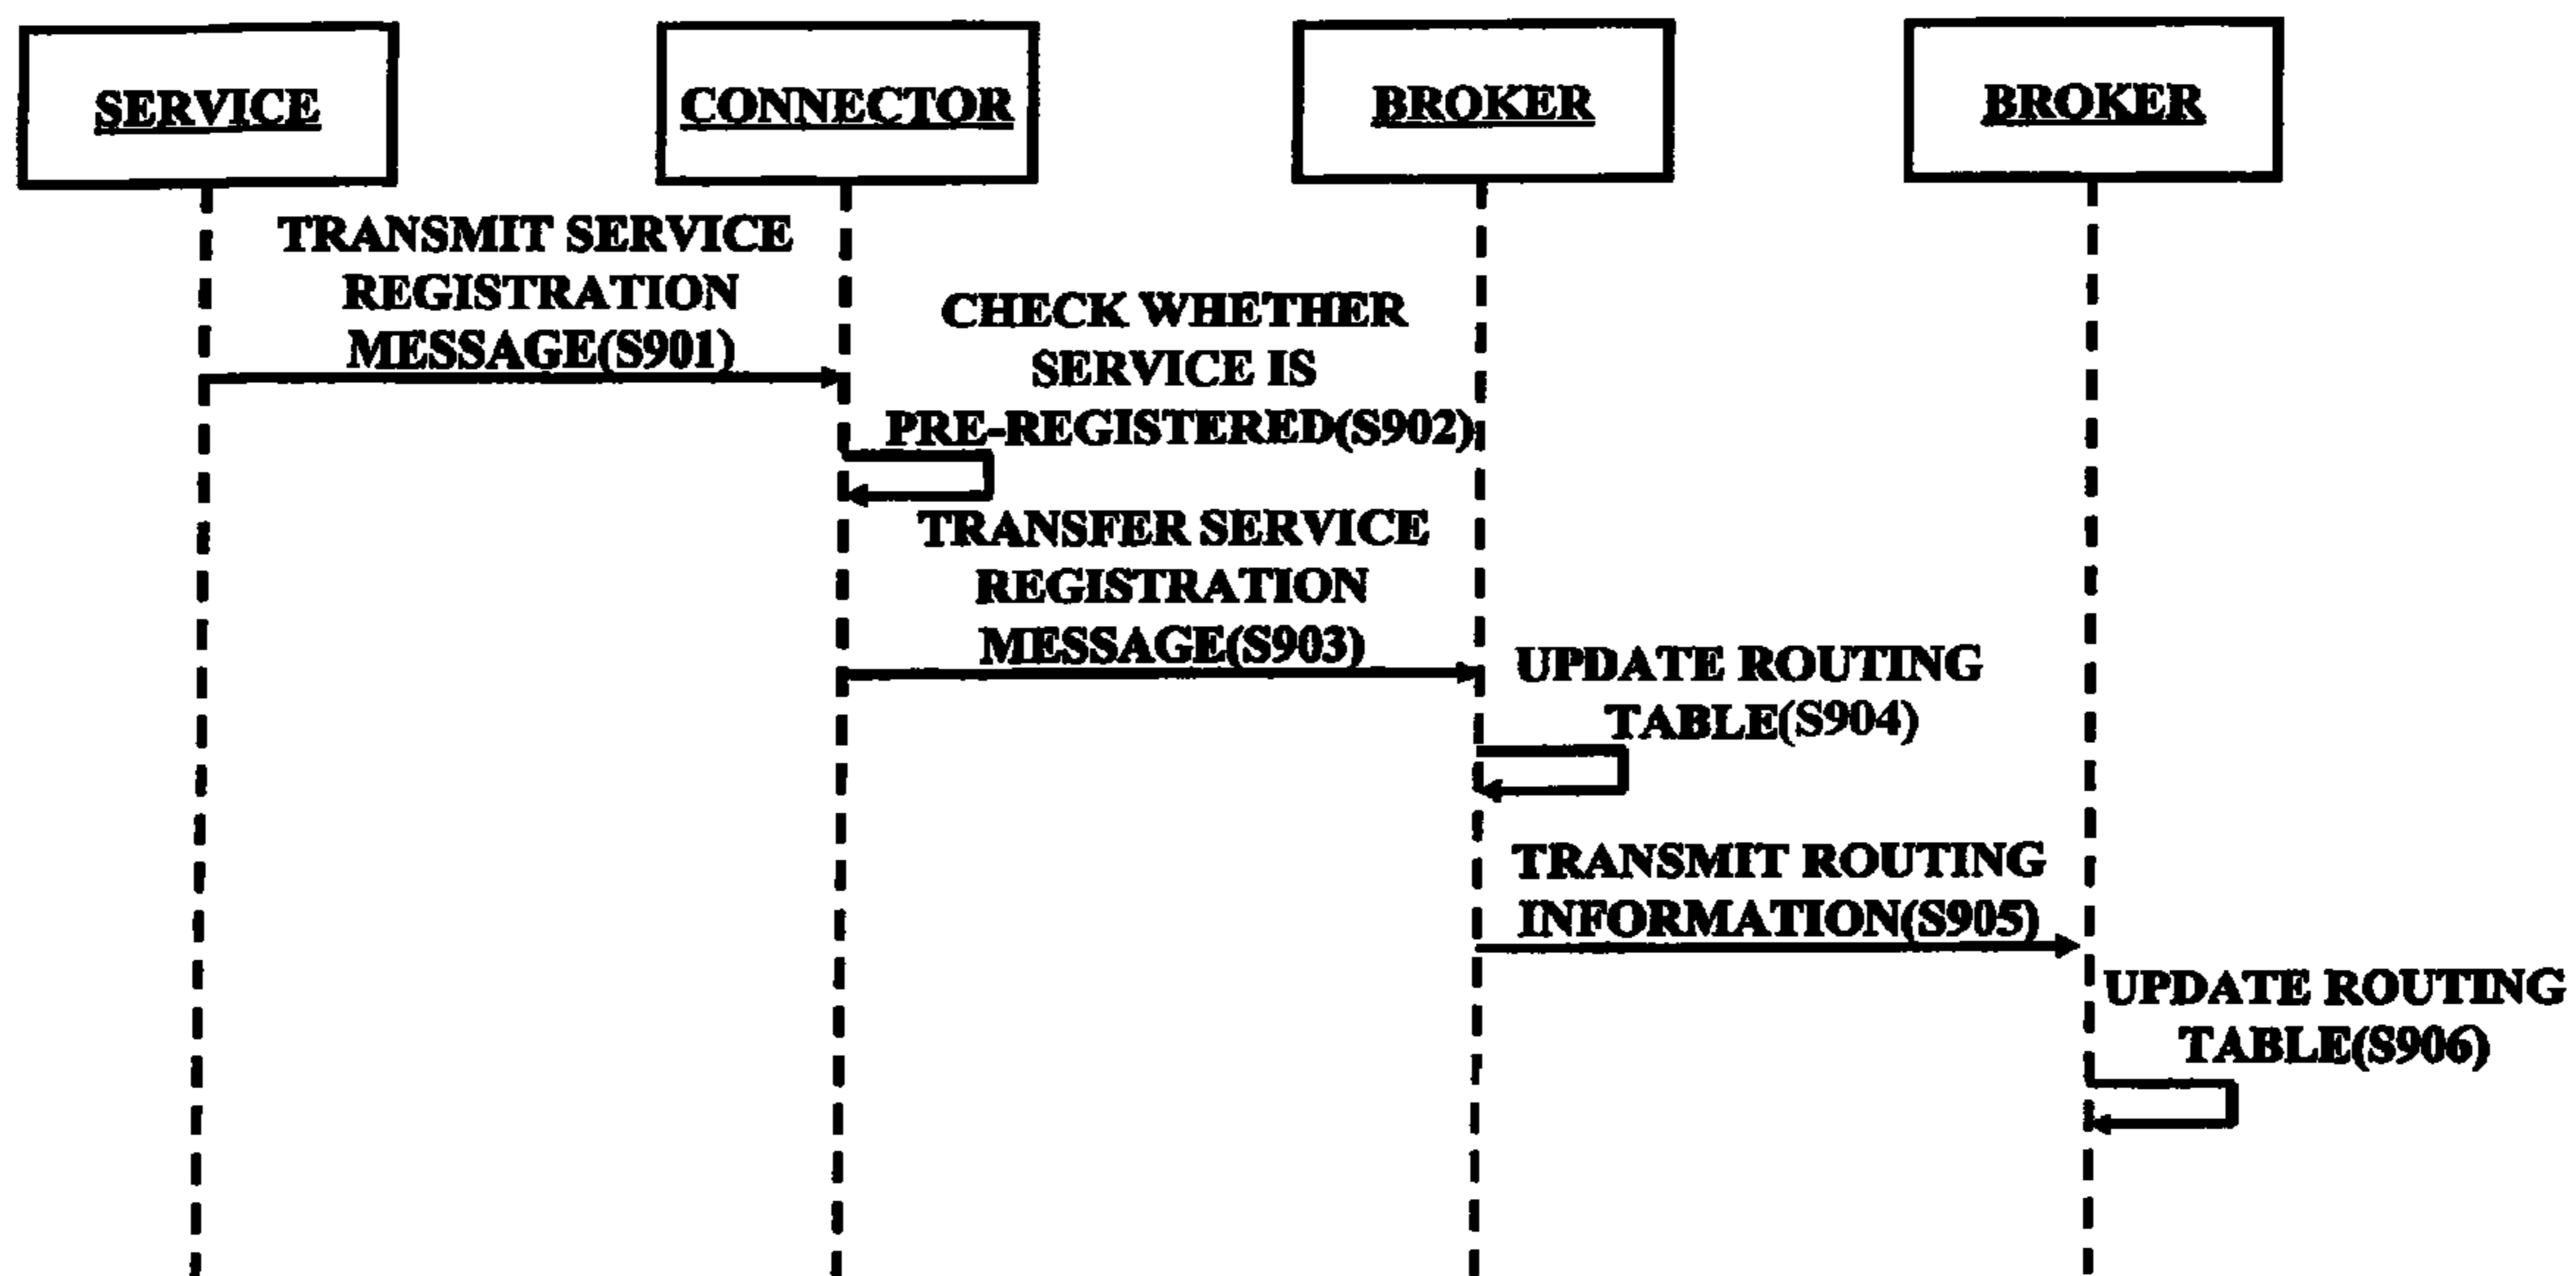 SERVICE
CONNECTOR
BROKER
BROKER
TRANSMIT SERVICE
REGISTRATION
MESSAGE(S901)
CHECK WHETHER
SERVICE IS
PRE-REGISTERED(S902)
TRANSFER SERVICE
REGISTRATION
MESSAGE(S903)
UPDATE ROUTING
TABLE(S904)
TRANSMIT ROUTING
INFORMATION(S905)
UPDATE ROUTING
TABLE(S906)